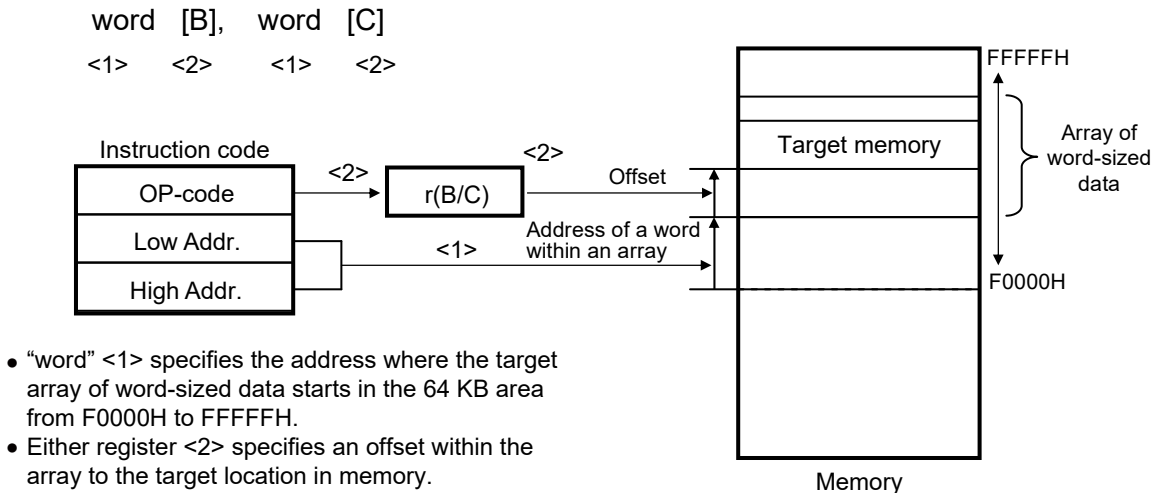 word [B], word [C]
<1> <2> <1> <2>
Instruction code
OP-code
Low Addr.
High Addr.
<2>
r(B/C)
<2>
Offset
Address of a word
within an array
<1>
Target memory
FFFFFH
Array of
word-sized
data
F0000H
Memory
• “word” <1> specifies the address where the target
array of word-sized data starts in the 64 KB area
from F0000H to FFFFFH.
• Either register <2> specifies an offset within the
array to the target location in memory.